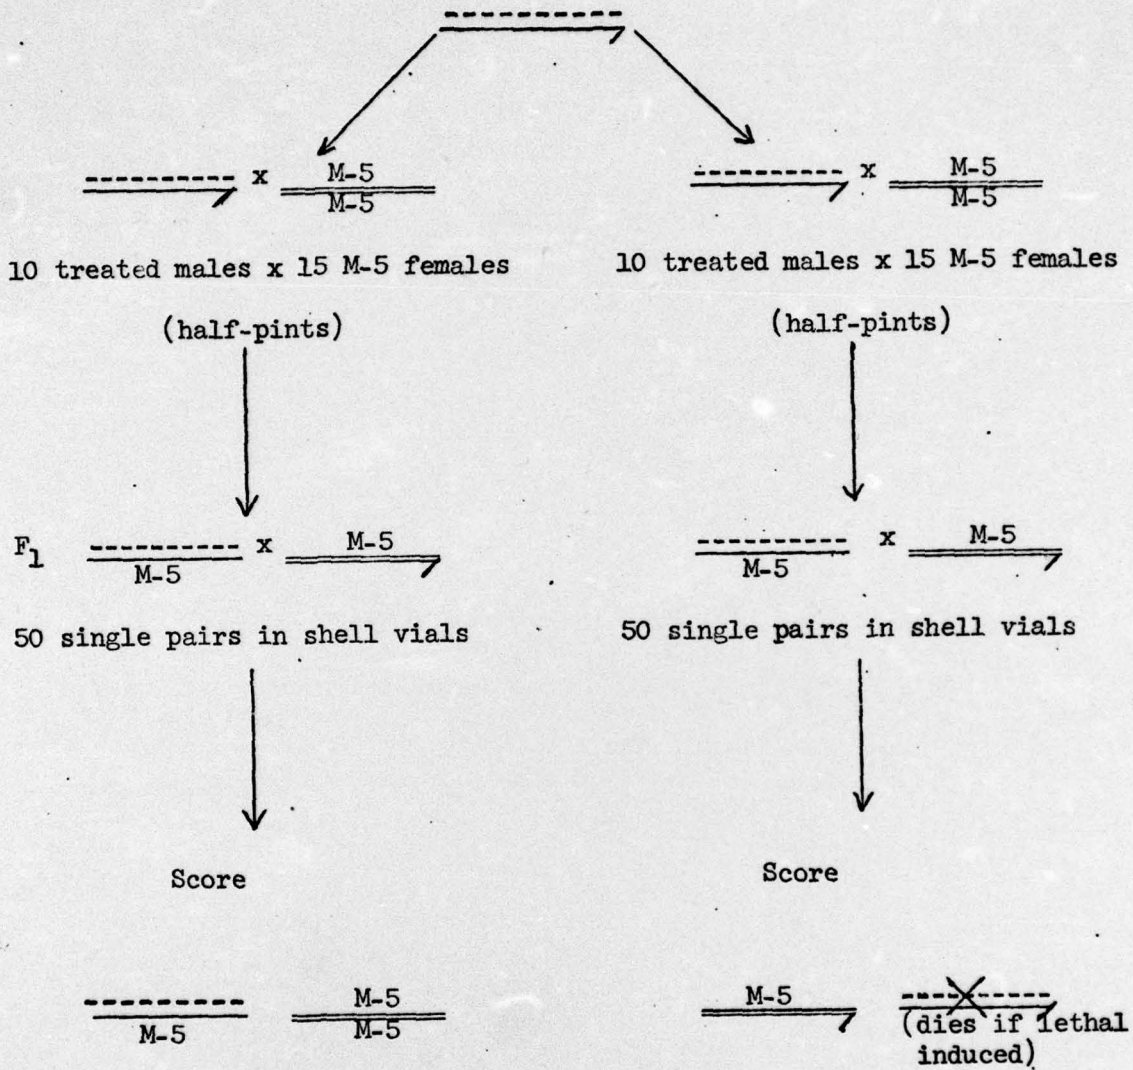 x M-5
M-5
x M-5
M-5
10 treated males x 15 M-5 females
10 treated males x 15 M-5 females
(half-pints)
(half-pints)
F1 x M-5
M-5
x M-5
M-5
50 single pairs in shell vials
50 single pairs in shell vials
Score
Score
M-5
M-5
M-5
M-5
(dies if lethal
induced)